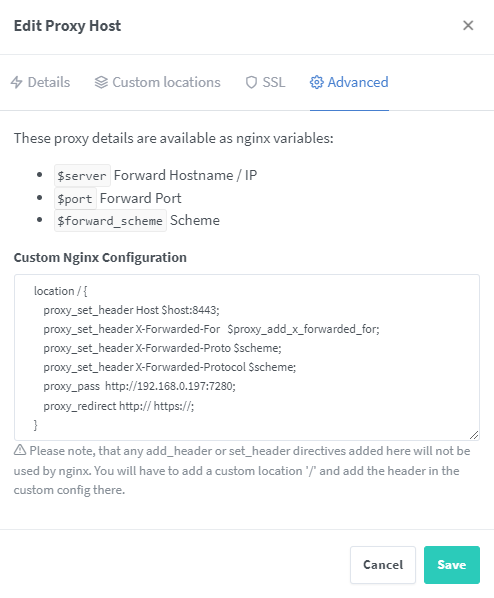 Edit Proxy Host
Details Custom locations SSL Advanced
These proxy details are available as nginx variables:
$server Forward Hostname / IP
$port Forward Port
$forward_scheme Scheme
Custom Nginx Configuration
location / {
proxy_set_header Host $host:8443;
proxy_set_header X-Forwarded-For $proxy_add_x_forwarded_for;
proxy_set_header X-Forwarded-Proto $scheme;
proxy_set_header X-Forwarded-Protocol $scheme;
proxy_pass http://192.168.0.197:7280;
proxy_redirect http:// https://;
}
Please note, that any add_header or set_header directives added here will not be
used by nginx. You will have to add a custom location '/' and add the header in the
custom config there.
Cancel Save